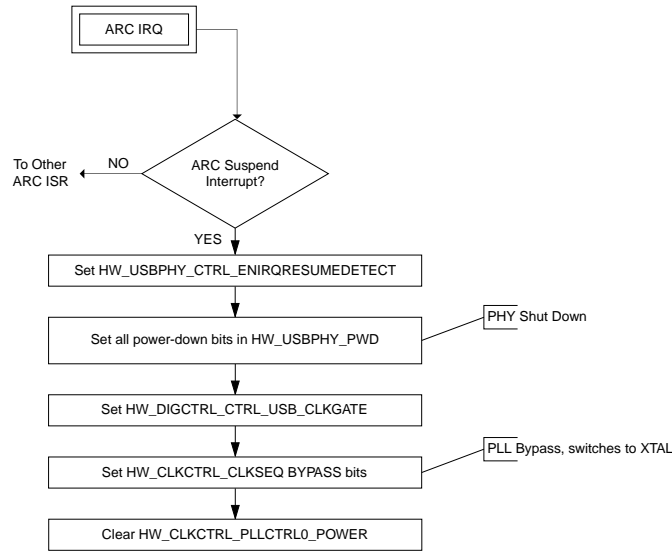 ARC IRQ
ARC Suspend
Interrupt?
NO
To Other
ARC ISR
YES
Set HW_USBPHY_CTRL_ENIRQRESUMEDETECT
Set all power-down bits in HW_USBPHY_PWD
PHY Shut Down
Set HW_DIGCTRL_CTRL_USB_CLKGATE
Set HW_CLKCTRL_CLKSEQ BYPASS bits
PLL Bypass, switches to XTAL
Clear HW_CLKCTRL_PLLCTRL0_POWER